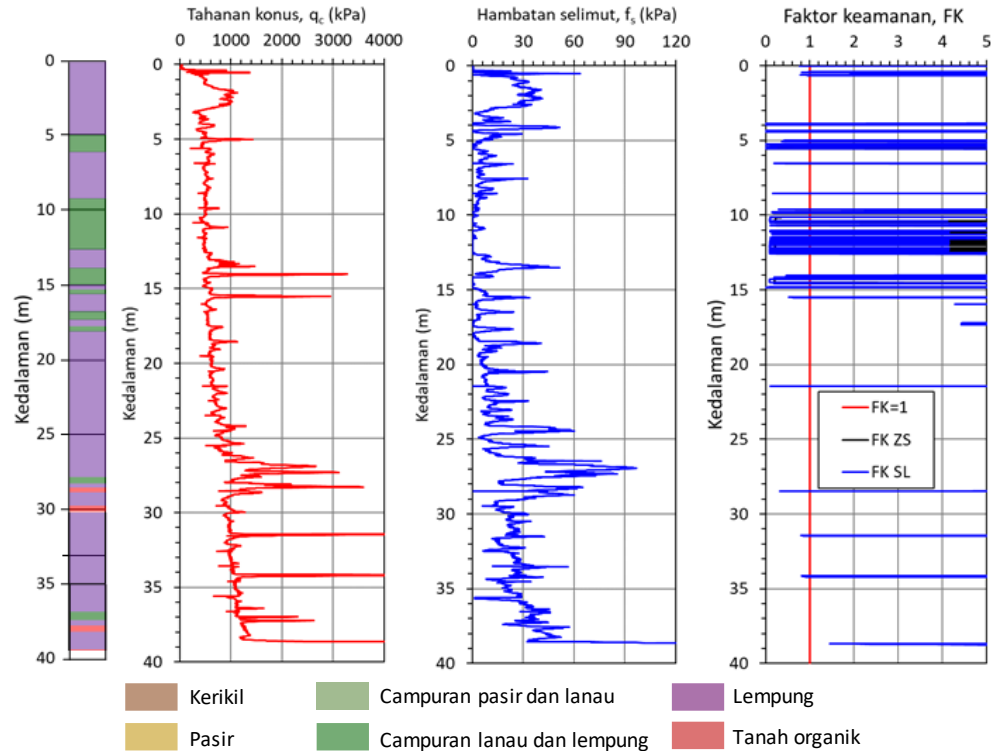 Tahanan konus, qc (kPa)
0 1000 2000 3000 4000
Hambatan selimut, fs (kPa)
0 30 60 90 120
Faktor keamanan, FK
0 1 2 3 4 5
Kedalaman (m)
0
5
10
15
20
25
30
35
40
Kedalaman (m)
0
5
10
15
20
25
30
35
40
Kedalaman (m)
0
5
10
15
20
25
30
35
40
Kedalaman (m)
0
5
10
15
20
25
30
35
40
FK=1
FK ZS
FK SL
Kerikil
Campuran pasir dan lanau
Lempung
Pasir
Campuran lanau dan lempung
Tanah organik